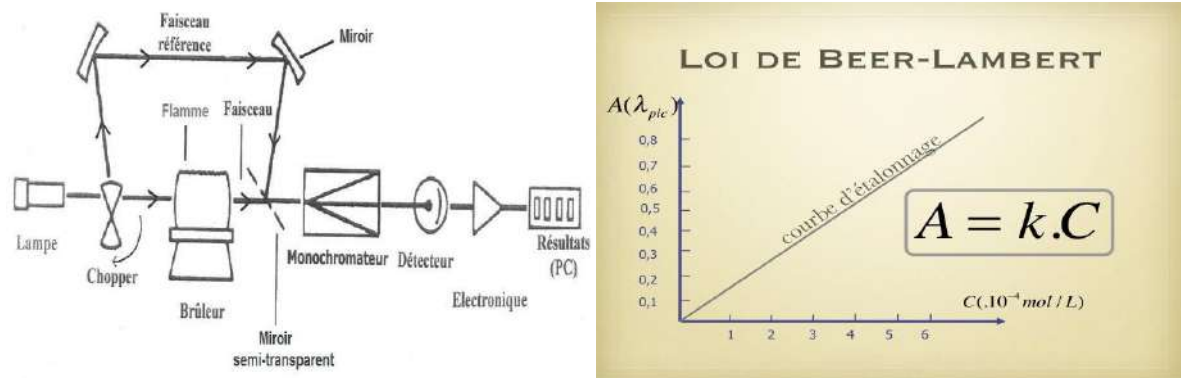 Faisceau
référence
Miroir
Flamme
Faisceau
Lampe
Chopper
Brûleur
Monochromateur
Détecteur
Résultats
(PC)
Electronique
Miroir
semi-transparent
LOI DE BEER-LAMBERT
A(λplc)
0,8
0,7
0,6
0,5
0,4
0,3
0,2
0,1
courbe d'étalonnage
A = k.C
C(.10⁻⁴ mol / L)
1 2 3 4 5 6